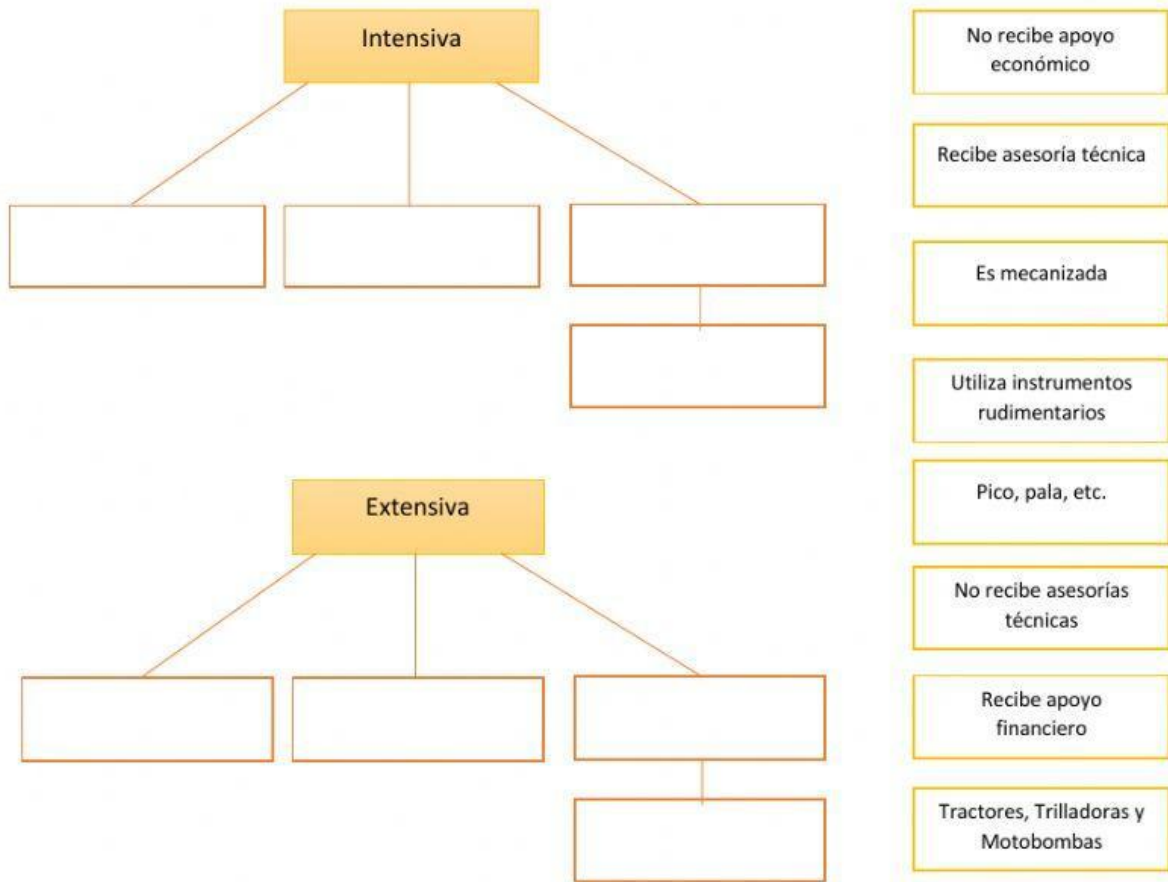 Intensiva
No recibe apoyo
económico
Recibe asesoría técnica
Es mecanizada
Utiliza instrumentos
rudimentarios
Pico, pala, etc.
Extensiva
No recibe asesorías
técnicas
Recibe apoyo
financiero
Tractores, Trilladoras y
Motobombas